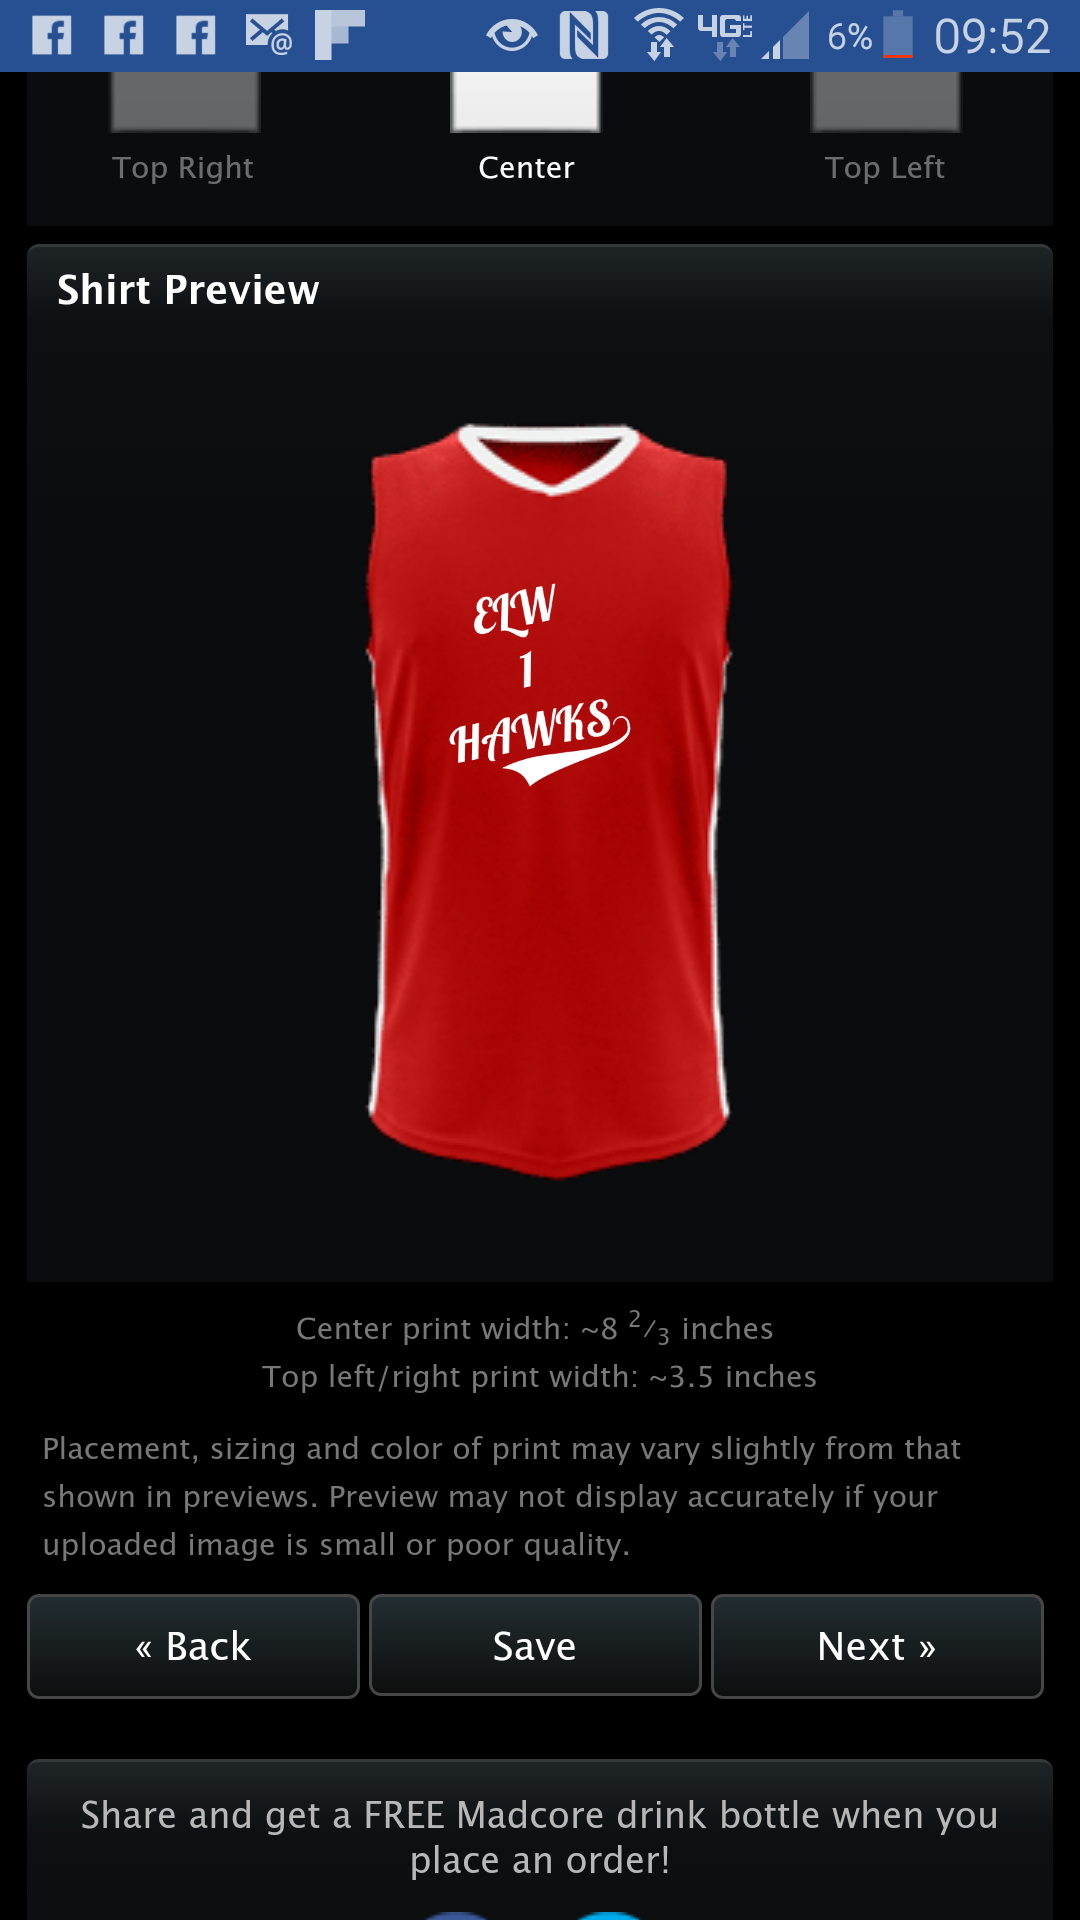 4G LTE 6% 09:52
Top Right Center Top Left
Shirt Preview
ELW
1
HAWKS
Center print width: ~8 2/3 inches
Top left/right print width: ~3.5 inches
Placement, sizing and color of print may vary slightly from that
shown in previews. Preview may not display accurately if your
uploaded image is small or poor quality.
« Back Save Next »
Share and get a FREE Madcore drink bottle when you
place an order!